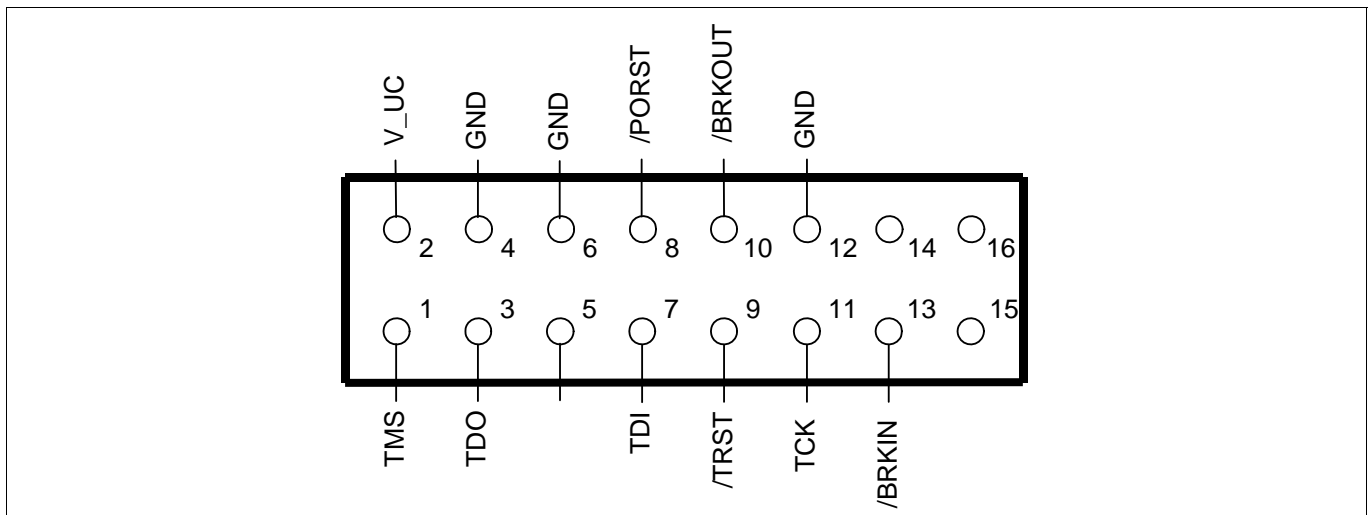 V_UC GND GND /PORST /BRKOUT GND
2 4 6 8 10 12 14 16
1 3 5 7 9 11 13 15
TMS TDO TDI /TRST TCK /BRKIN